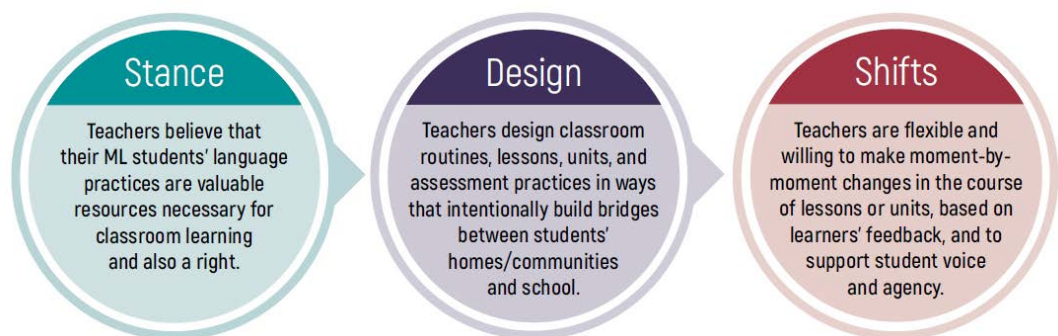 Stance
Teachers believe that
their ML students' language
practices are valuable
resources necessary for
classroom learning
and also a right.
Design
Teachers design classroom
routines, lessons, units, and
assessment practices in ways
that intentionally build bridges
between students'
homes/communities
and school.
Shifts
Teachers are flexible and
willing to make moment-by-
moment changes in the course
of lessons or units, based on
learners' feedback, and to
support student voice
and agency.